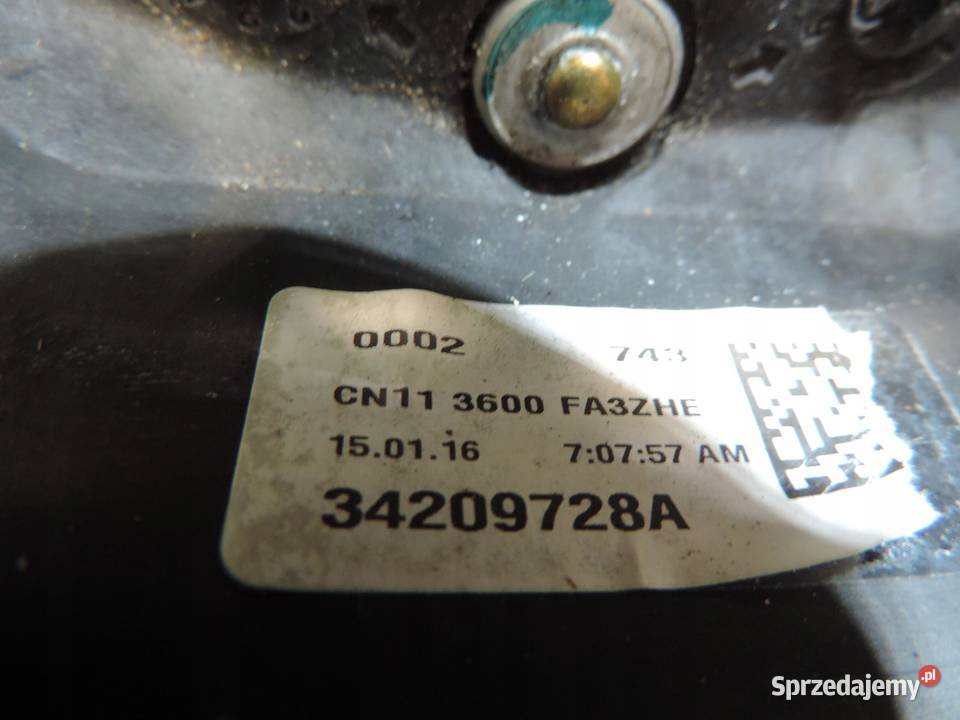 0002 743
CN11 3600 FA3ZHE
15.01.16 7:07:57 AM
34209728A
Sprzedajemy.pl